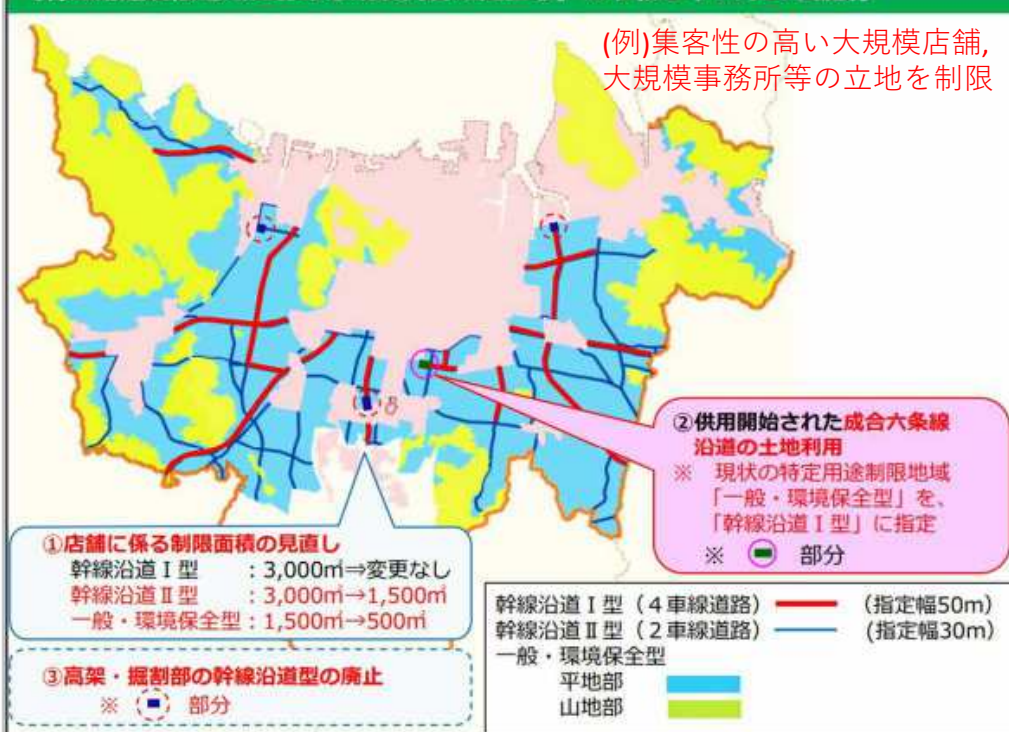 (例)集客性の高い大規模店舗,
大規模事務所等の立地を制限
②供用開始された成合六条線
沿道の土地利用
※ 現状の特定用途制限地域
「一般・環境保全型」を、
「幹線沿道Ⅰ型」に指定
※ 部分
①店舗に係る制限面積の見直し
幹線沿道Ⅰ型 : 3,000㎡⇒変更なし
幹線沿道Ⅱ型 : 3,000㎡→1,500㎡
一般・環境保全型 : 1,500㎡→500㎡
③高架・掘割部の幹線沿道型の廃止
※ 部分
幹線沿道Ⅰ型（４車線道路） (指定幅50m)
幹線沿道Ⅱ型（２車線道路） (指定幅30m)
一般・環境保全型
平地部
山地部